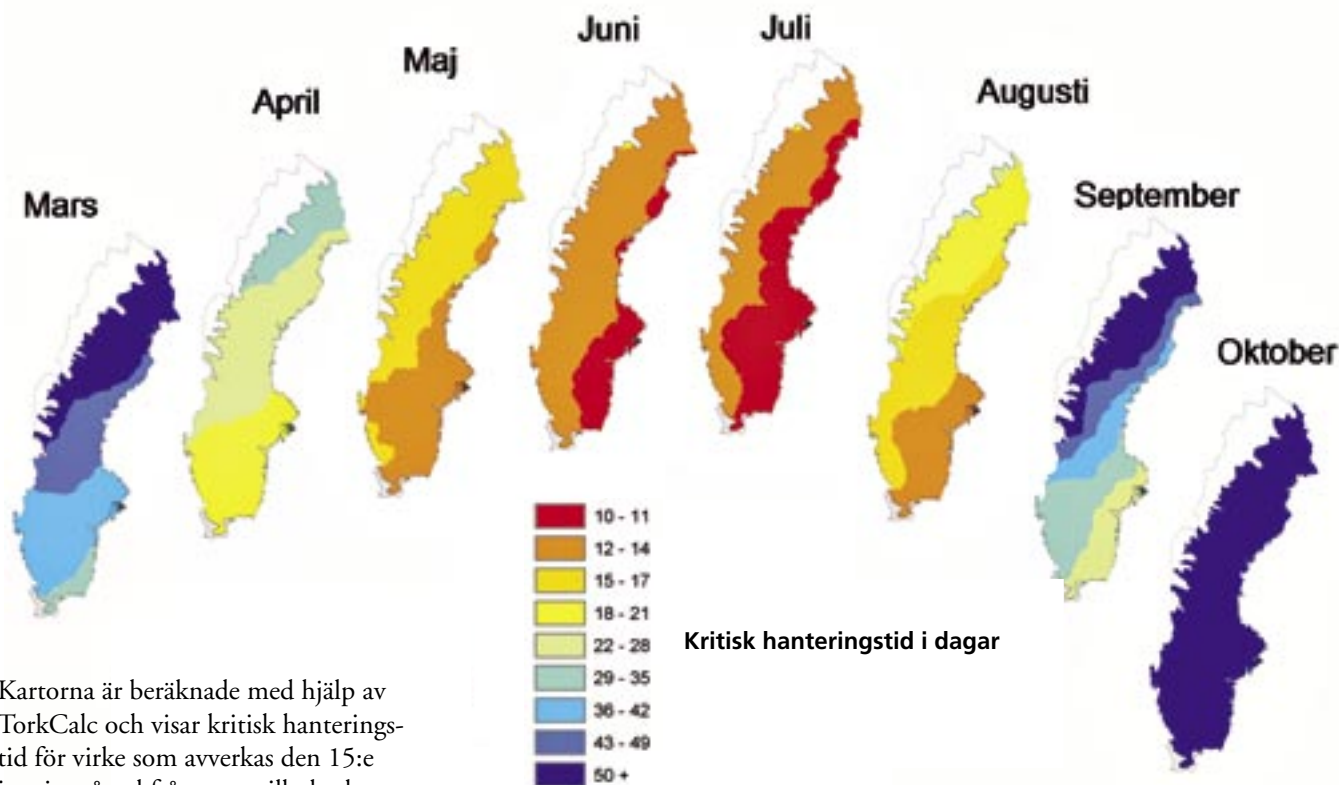 Mars
April
Maj
Juni
Juli
Augusti
September
Oktober
10 - 11
12 - 14
15 - 17
18 - 21
22 - 28
29 - 35
36 - 42
43 - 49
50 +
Kritisk hanteringstid i dagar
Kartorna är beräknade med hjälp av
TorkCalc och visar kritisk hanterings-
tid för virke som avverkas den 15:e